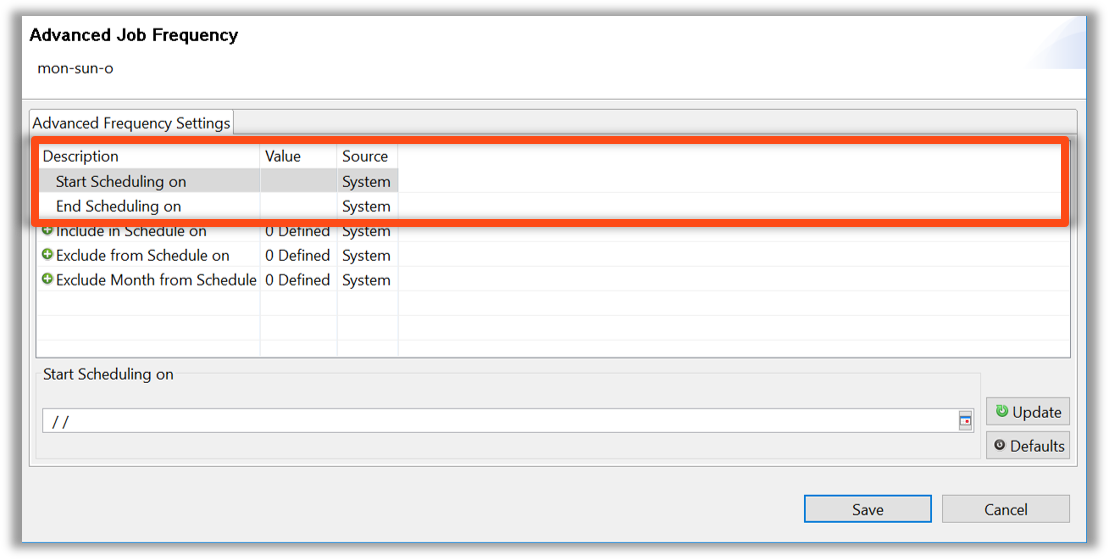 Advanced Job Frequency
mon-sun-o
Advanced Frequency Settings
Description Value Source
Start Scheduling on System
End Scheduling on System
Include in Schedule on 0 Defined System
Exclude from Schedule on 0 Defined System
Exclude Month from Schedule 0 Defined System
Start Scheduling on
/ /
Update
Defaults
Save Cancel